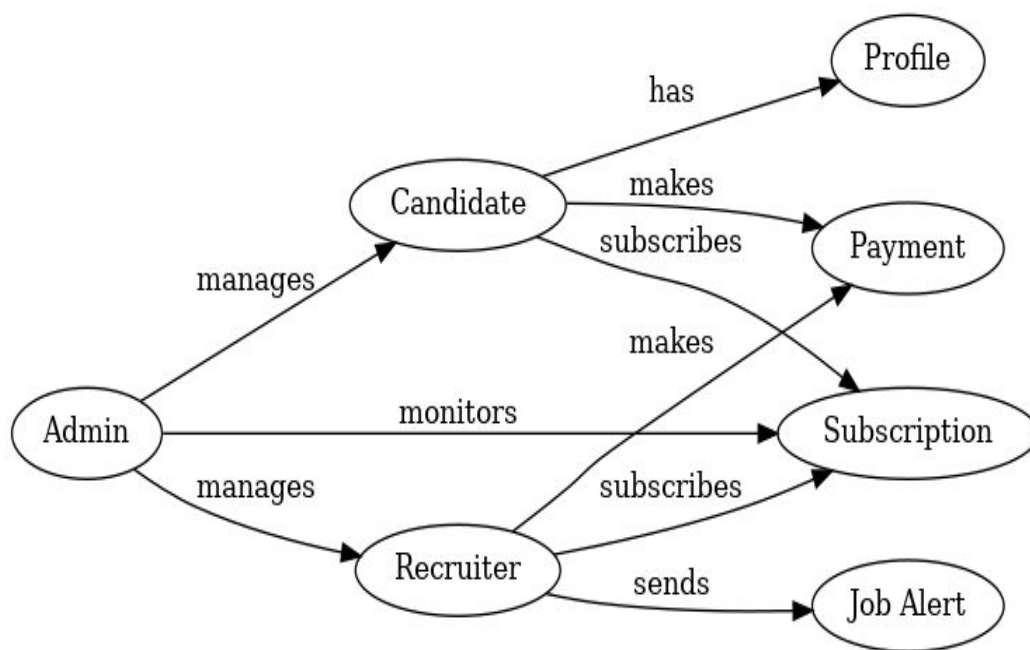 Profile
has
Candidate
makes
Payment
subscribes
manages
makes
Admin
monitors
Subscription
manages
subscribes
Recruiter
sends
Job Alert